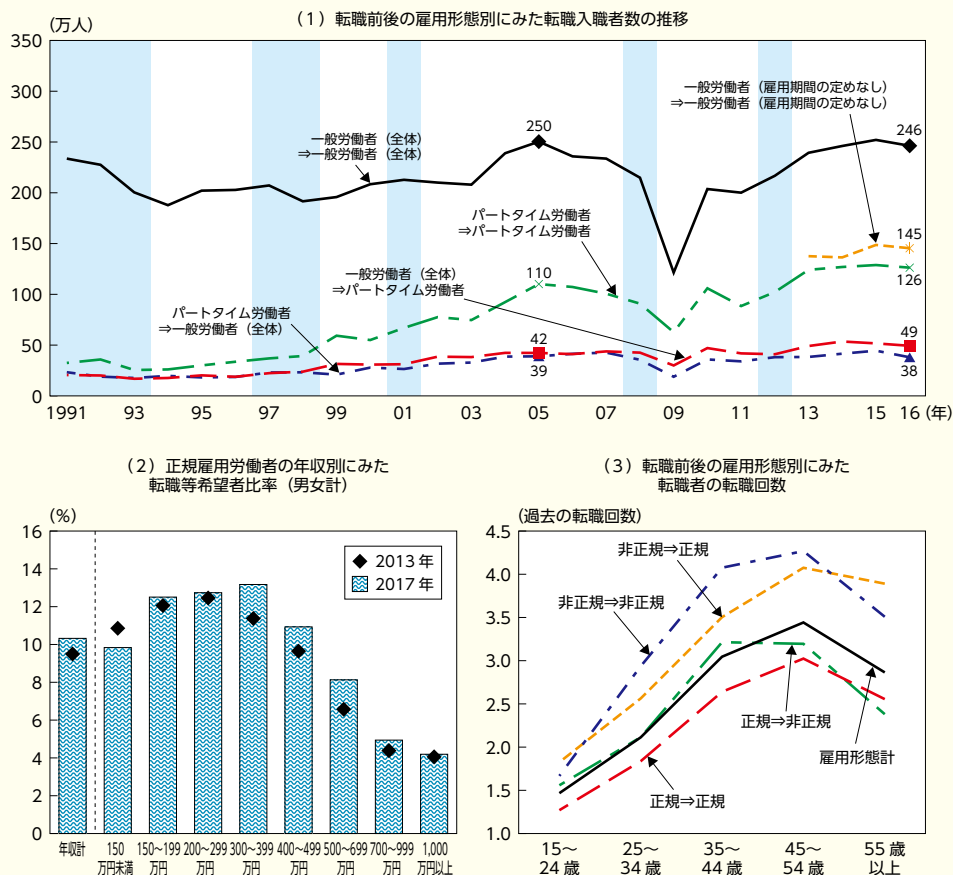 （1）転職前後の雇用形態別にみた転職入職者数の推移
（万人）
350
300
250
200
150
100
50
0
一般労働者（全体）
⇒一般労働者（全体）
250
一般労働者（雇用期間の定めなし）
⇒一般労働者（雇用期間の定めなし）
246
パートタイム労働者
⇒パートタイム労働者
145
126
110
一般労働者（全体）
⇒パートタイム労働者
パートタイム労働者
⇒一般労働者（全体）
42
39
49
38
1991 93 95 97 99 01 03 05 07 09 11 13 15 16（年）
（2）正規雇用労働者の年収別にみた
転職等希望者比率（男女計）
（%）
16
14
12
10
8
6
4
2
0
2013 年
2017 年
年収計 150 150～199 200～299 300～399 400～499 500～699 700～999 1,000
万円未満 万円 万円 万円 万円 万円 万円 万円以上
（3）転職前後の雇用形態別にみた
転職者の転職回数
（過去の転職回数）
4.5
4.0
3.5
3.0
2.5
2.0
1.5
1.0
非正規⇒正規
非正規⇒非正規
正規⇒非正規
雇用形態計
正規⇒正規
15～ 25～ 35～ 45～ 55 歳
24 歳 34 歳 44 歳 54 歳 以上